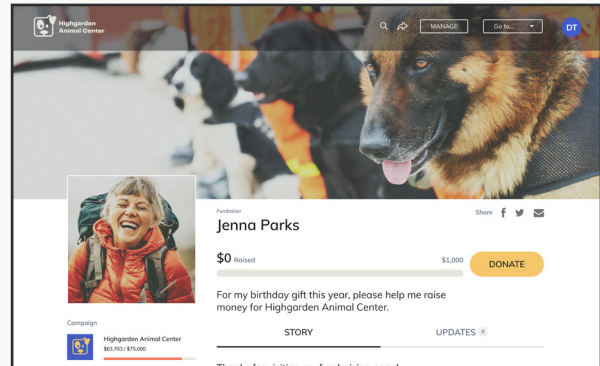 Highgarden
Animal Center
MANAGE
Go to...
DT
Fundraiser
Jenna Parks
Share
$0 Raised
$1,000
DONATE
For my birthday gift this year, please help me raise
money for Highgarden Animal Center.
Campaign
Highgarden Animal Center
$63,703 / $75,000
STORY
UPDATES 0